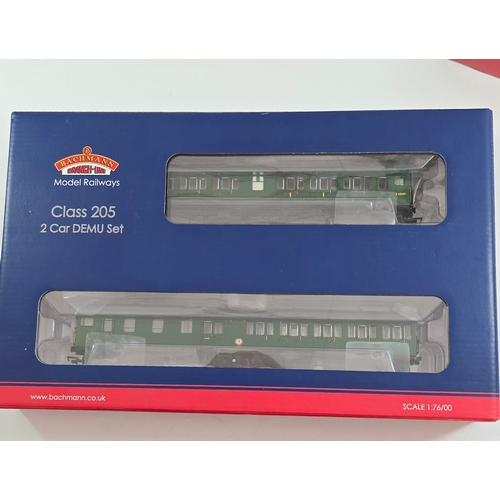 BACHMANN
BRANCH-LINE
Model Railways
Class 205
2 Car DEMU Set
www.bachmann.co.uk
SCALE 1:76/00